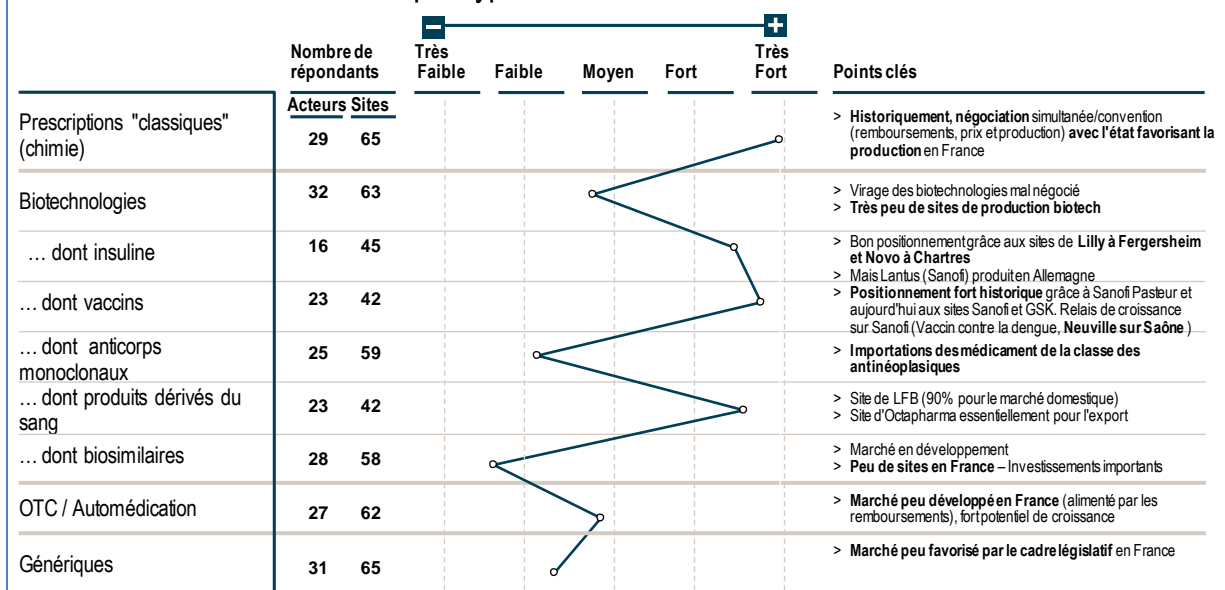 Nombre de répondants
Très Faible
Faible
Moyen
Fort
Très Fort
Points clés
Acteurs Sites
Prescriptions "classiques" (chimie)
29 65
> Historiquement, négociation simultanée/convention
(remboursements, prix et production) avec l'état favorisant la
production en France
Biotechnologies
32 63
> Virage des biotechnologies mal négocié
> Très peu de sites de production biotech
… dont insuline
16 45
> Bon positionnement grâce aux sites de Lilly à Fergersheim
et Novo à Chartres
> Mais Lantus (Sanofi) produit en Allemagne
… dont vaccins
23 42
> Positionnement fort historique grâce à Sanofi Pasteur et
aujourd'hui aux sites Sanofi et GSK. Relais de croissance
sur Sanofi (Vaccin contre la dengue, Neuville sur Saône )
… dont anticorps
monoclonaux
25 59
> Importations des médicament de la classe des
antinéoplasiques
… dont produits dérivés du
sang
23 42
> Site de LFB (90% pour le marché domestique)
> Site d'Octapharma essentiellement pour l'export
… dont biosimilaires
28 58
> Marché en développement
> Peu de sites en France – Investissements importants
OTC / Automédication
27 62
> Marché peu développé en France (alimenté par les
remboursements), fort potentiel de croissance
Génériques
31 65
> Marché peu favorisé par le cadre législatif en France